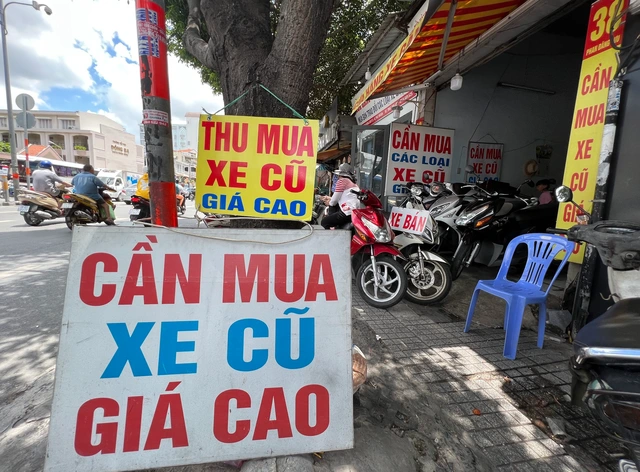 THU MUA
XE CŨ
GIÁ CAO
CẦN MUA
XE CŨ
GIÁ CAO
CẦN MUA
CÁC LOẠI
XE CŨ
XE BÁN
CẦN MUA
XE CŨ
38
CẦN
MUA
XE
CŨ